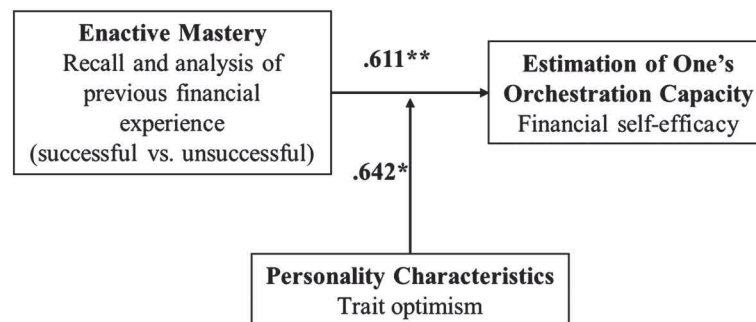 Enactive Mastery
Recall and analysis of
previous financial
experience
(successful vs. unsuccessful)
.611**
Estimation of One’s
Orchestration Capacity
Financial self-efficacy
.642*
Personality Characteristics
Trait optimism